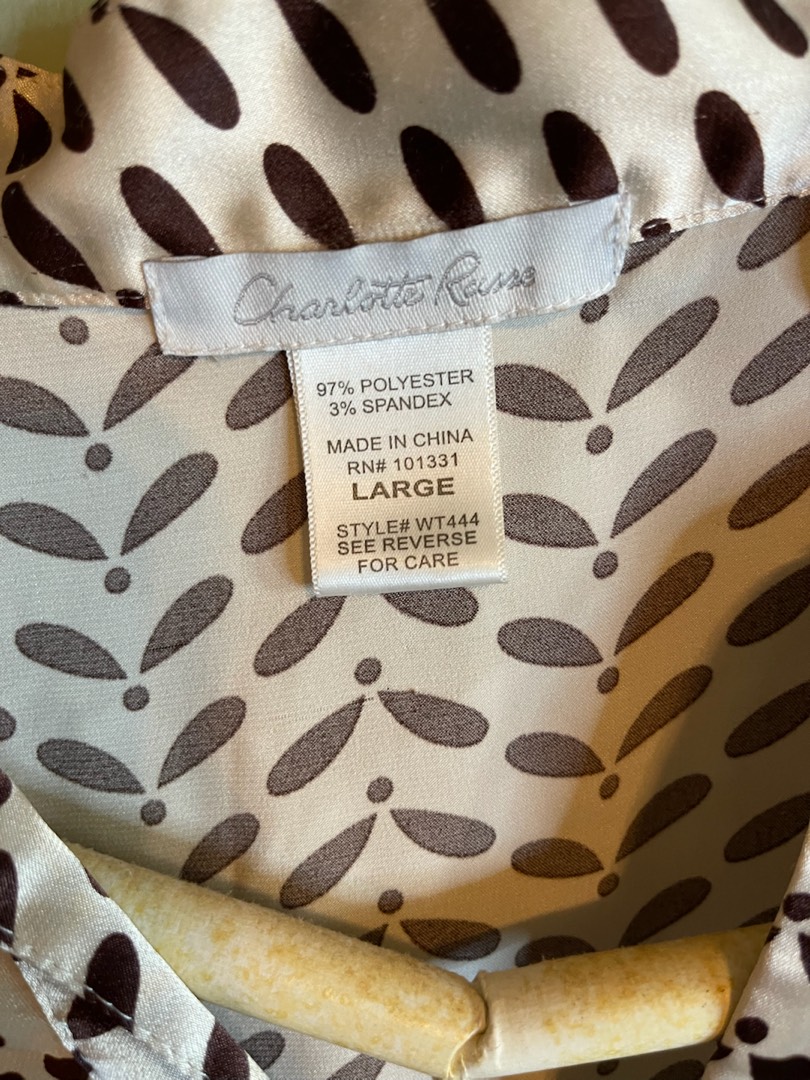 Charlotte Russe
97% POLYESTER
3% SPANDEX
MADE IN CHINA
RN# 101331
LARGE
STYLE# WT444
SEE REVERSE
FOR CARE